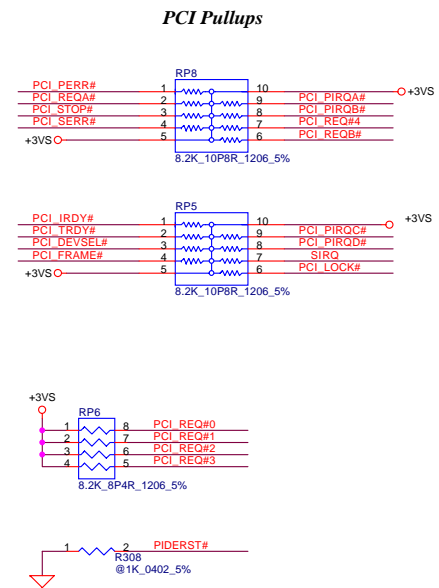 PCI Pullups
RP8
PCI_PERR# 1 10 +3VS
PCI_REQA# 2 9 PCI_PIRQA#
PCI_STOP# 3 8 PCI_PIRQB#
PCI_SERR# 4 7 PCI_REQ#4
+3VS 5 6 PCI_REQB#
8.2K_10P8R_1206_5%
RP5
PCI_IRDY# 1 10 +3VS
PCI_TRDY# 2 9 PCI_PIRQC#
PCI_DEVSEL# 3 8 PCI_PIRQD#
PCI_FRAME# 4 7 SIRQ
+3VS 5 6 PCI_LOCK#
8.2K_10P8R_1206_5%
+3VS
RP6
1 8 PCI_REQ#0
2 7 PCI_REQ#1
3 6 PCI_REQ#2
4 5 PCI_REQ#3
8.2K_8P4R_1206_5%
1 2 PIDERST#
R308
@1K_0402_5%